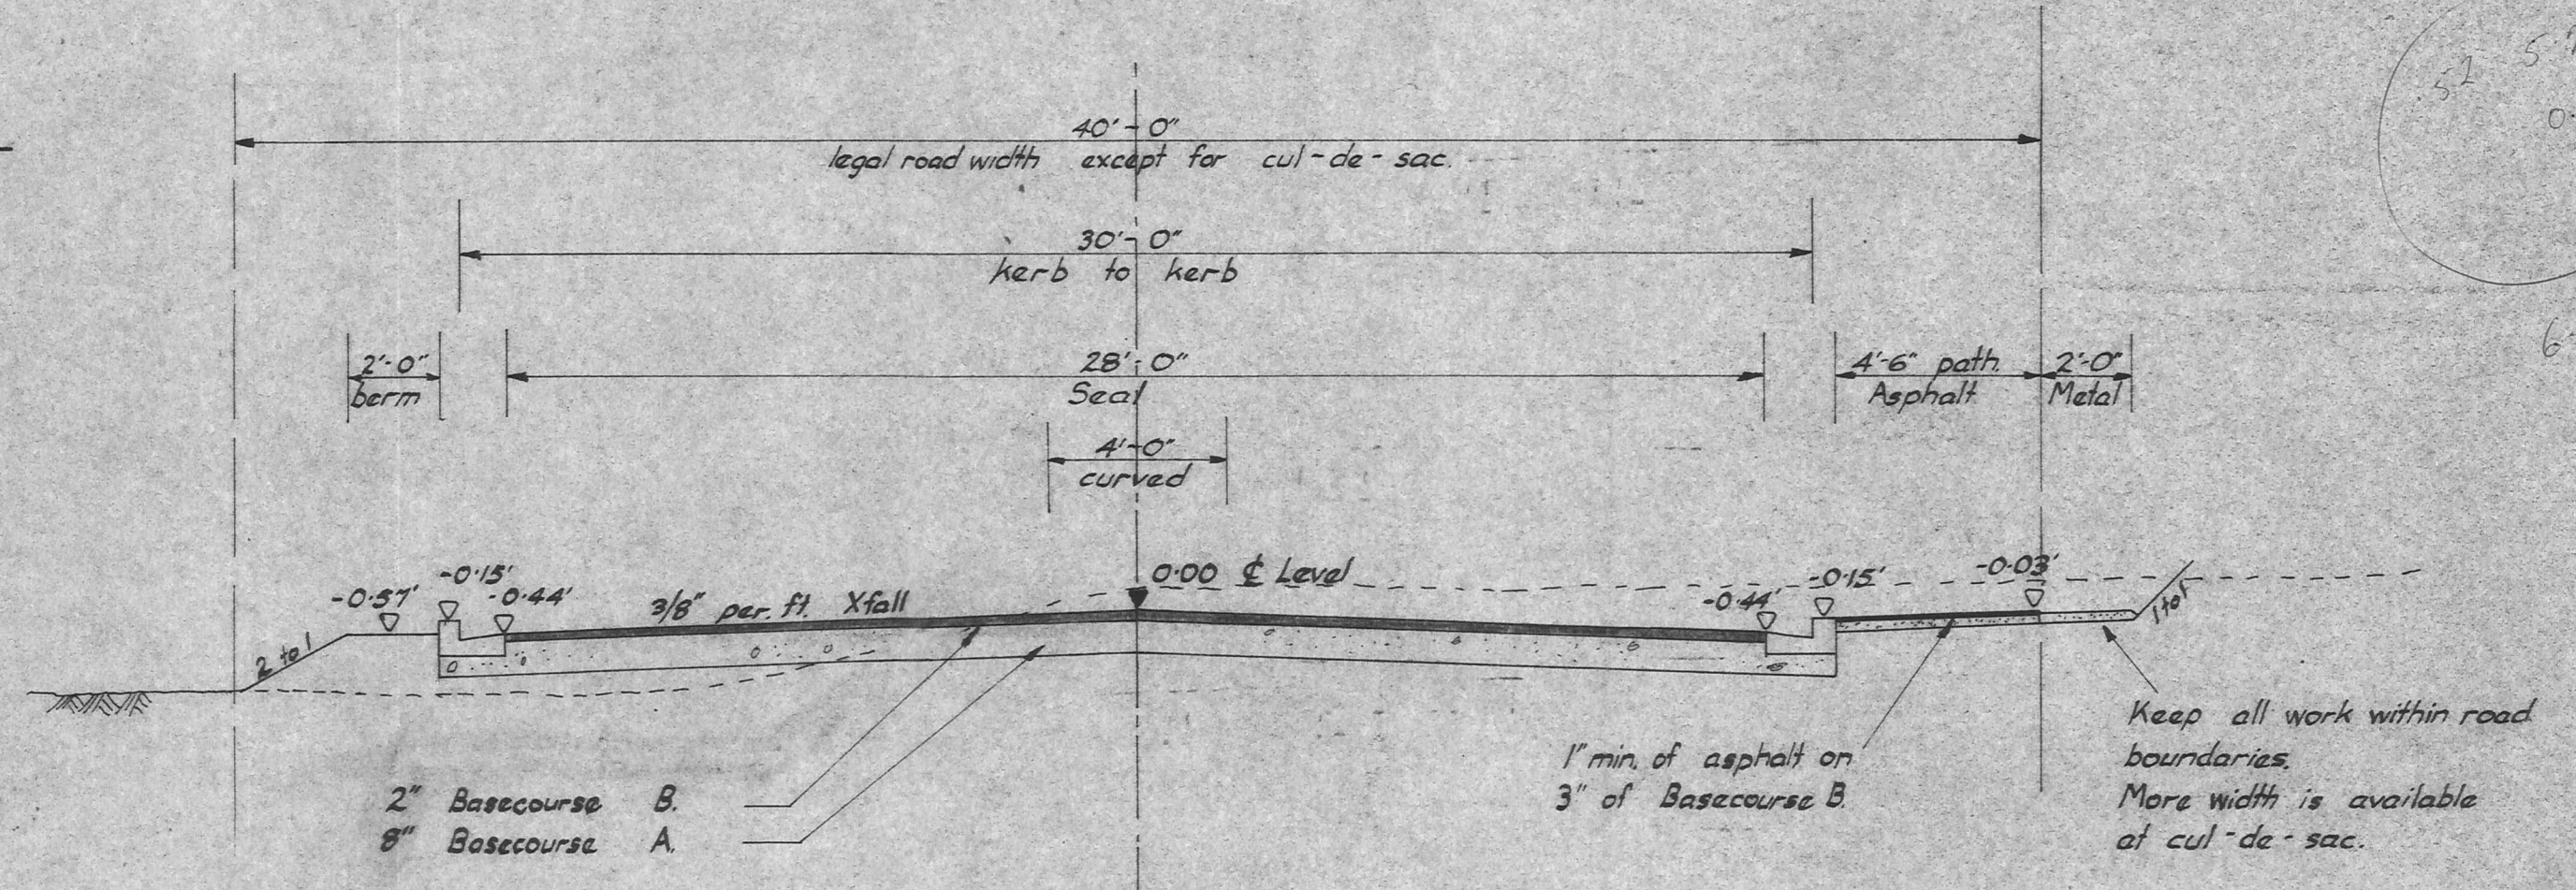 40'-0"
legal road width except for cul-de-sac.
30'-0"
kerb to kerb
2'-0"
berm
28'-0"
Seal
4'-6" path.
Asphalt
2'-0"
Metal
4'-0"
curved
-0.57'
-0.15'
-0.44'
3/8" per. ft. Xfall
0.00 ℄ Level
-0.44'
-0.15'
-0.03'
2 to 1
1 to 1
2" Basecourse B.
8" Basecourse A.
1" min. of asphalt on
3" of Basecourse B.
Keep all work within road
boundaries.
More width is available
at cul-de-sac.